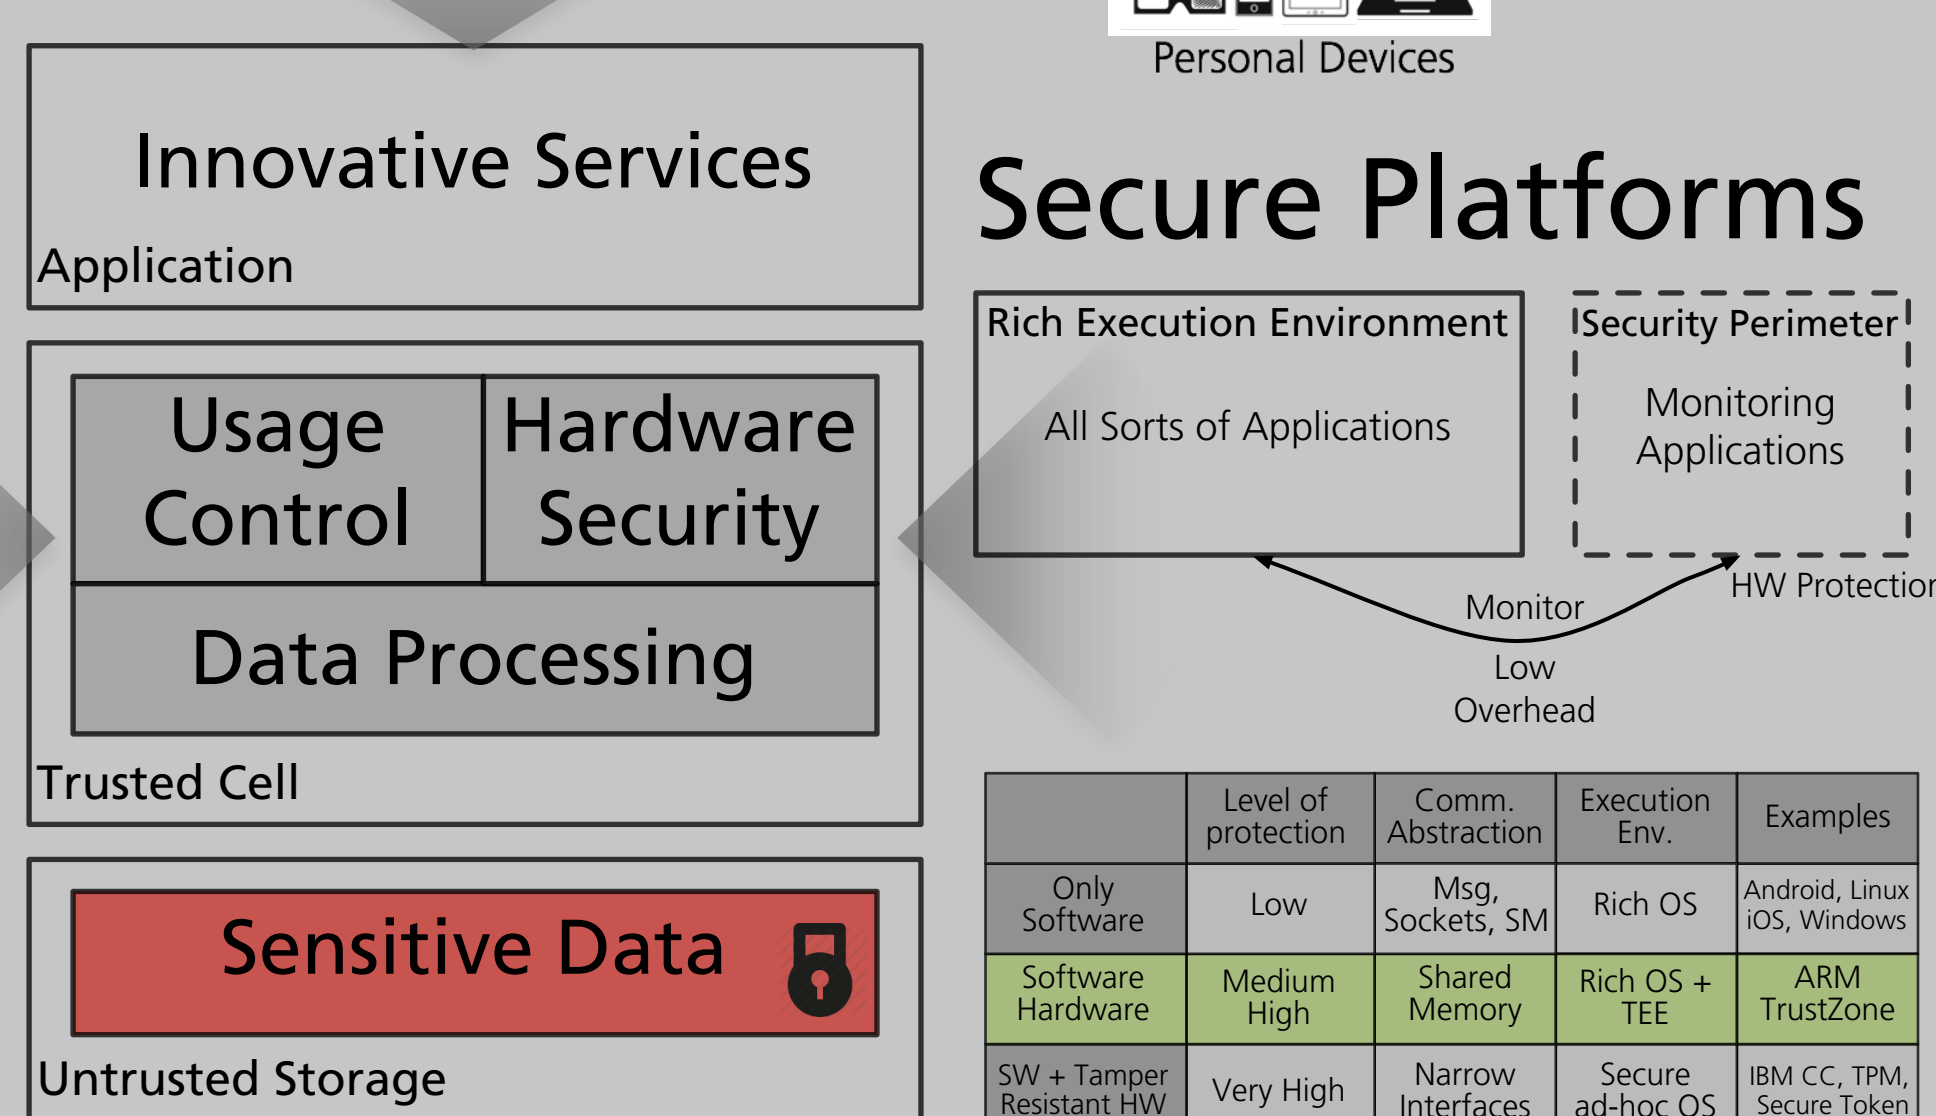 Personal Devices
Innovative Services
Application
Usage
Control
Hardware
Security
Data Processing
Trusted Cell
Sensitive Data
Untrusted Storage
Secure Platforms
Rich Execution Environment
All Sorts of Applications
Security Perimeter
Monitoring
Applications
HW Protection
Monitor
Low
Overhead
Level of
protection
Comm.
Abstraction
Execution
Env.
Examples
Only
Software
Low
Msg,
Sockets, SM
Rich OS
Android, Linux
iOS, Windows
Software
Hardware
Medium
High
Shared
Memory
Rich OS +
TEE
ARM
TrustZone
SW + Tamper
Resistant HW
Very High
Narrow
Interfaces
Secure
ad-hoc OS
IBM CC, TPM,
Secure Token